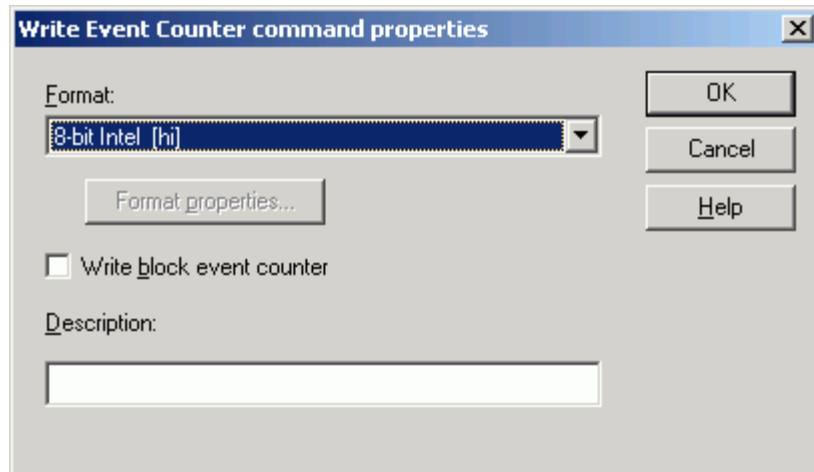 Write Event Counter command properties
Format:
8-bit Intel [hi]
Format properties...
Write block event counter
Description:
OK
Cancel
Help